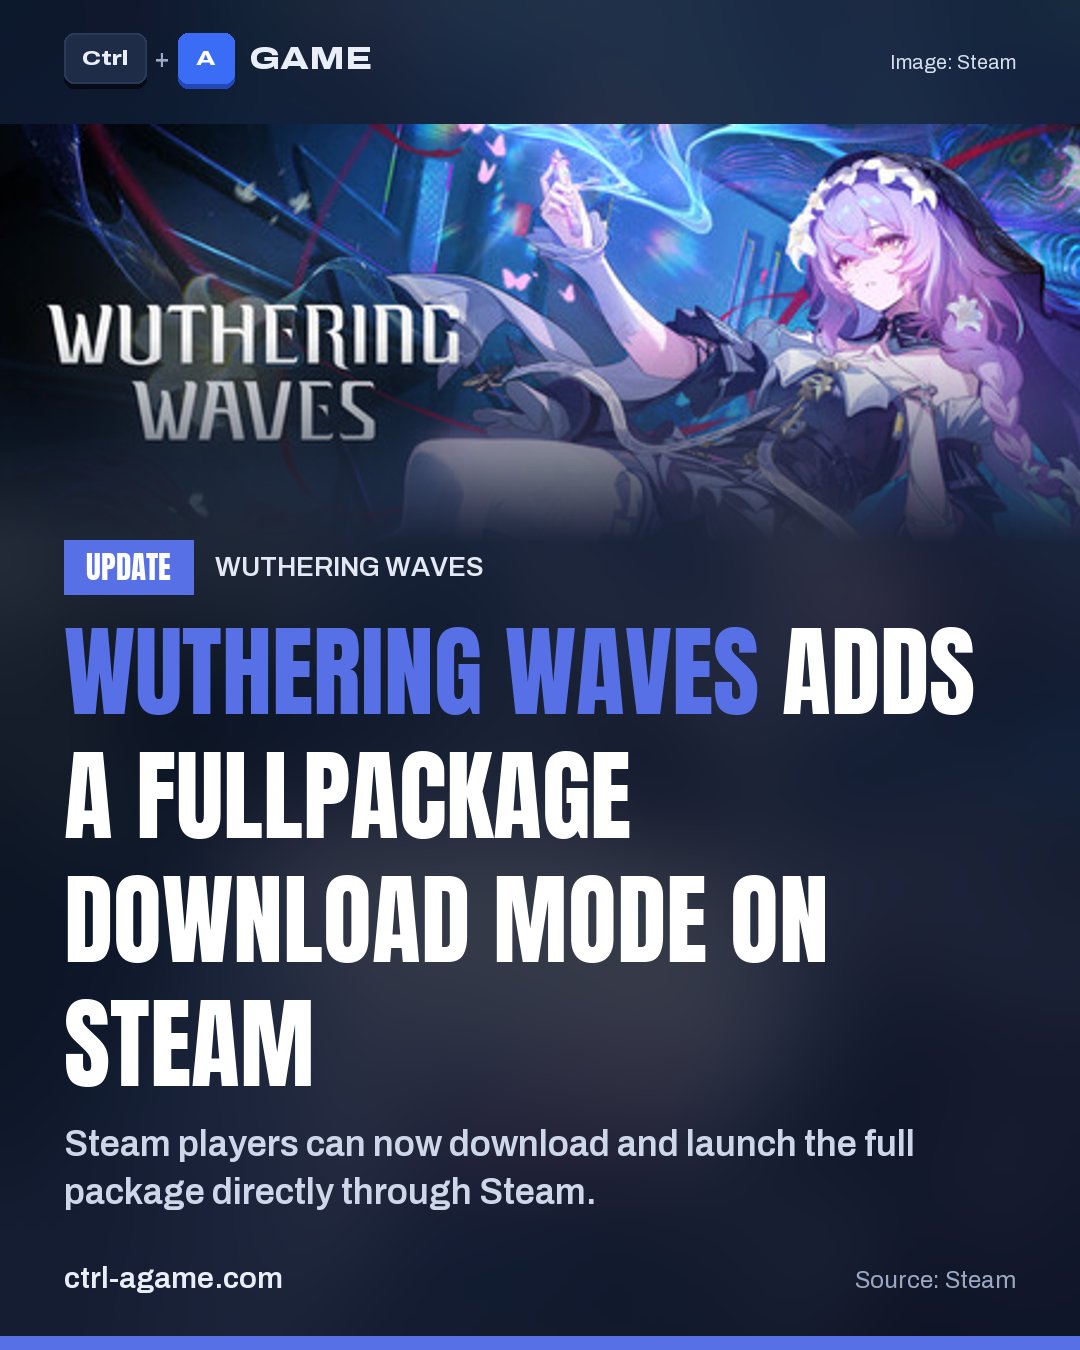 Ctrl + A GAME
Image: Steam
WUTHERING
WAVES
UPDATE WUTHERING WAVES
WUTHERING WAVES ADDS
A FULLPACKAGE
DOWNLOAD MODE ON
STEAM
Steam players can now download and launch the full
package directly through Steam.
ctrl-agame.com
Source: Steam